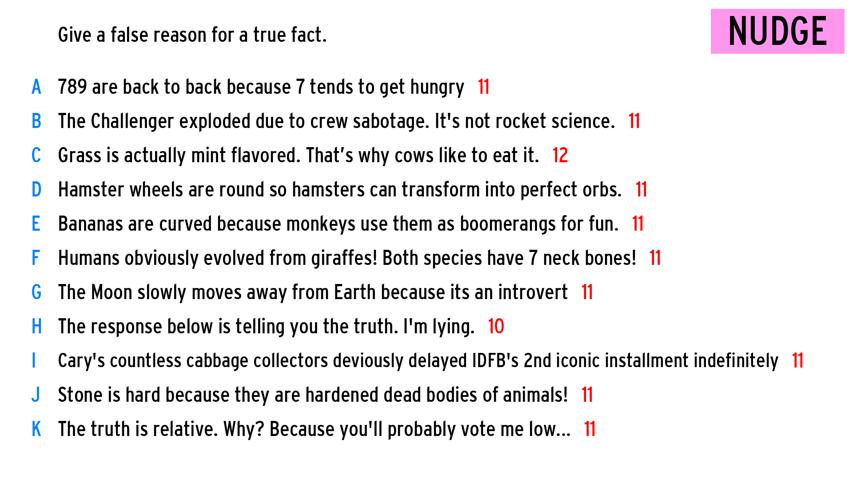 Give a false reason for a true fact.
NUDGE
A 789 are back to back because 7 tends to get hungry 11
B The Challenger exploded due to crew sabotage. It's not rocket science. 11
C Grass is actually mint flavored. That’s why cows like to eat it. 12
D Hamster wheels are round so hamsters can transform into perfect orbs. 11
E Bananas are curved because monkeys use them as boomerangs for fun. 11
F Humans obviously evolved from giraffes! Both species have 7 neck bones! 11
G The Moon slowly moves away from Earth because its an introvert 11
H The response below is telling you the truth. I'm lying. 10
I Cary's countless cabbage collectors deviously delayed IDFB's 2nd iconic installment indefinitely 11
J Stone is hard because they are hardened dead bodies of animals! 11
K The truth is relative. Why? Because you'll probably vote me low... 11